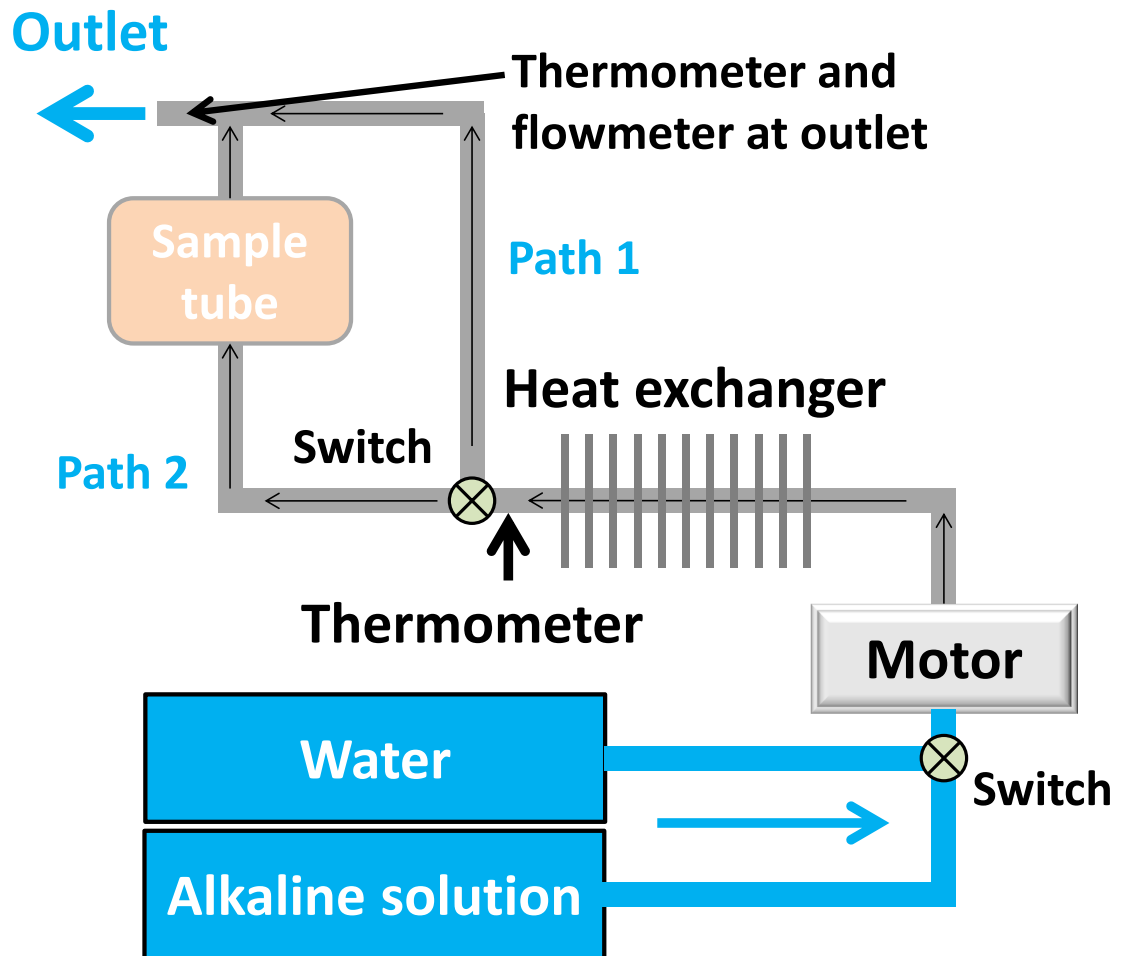 Outlet
Thermometer and
flowmeter at outlet
Sample
tube
Path 1
Heat exchanger
Switch
Path 2
Thermometer
Motor
Water
Switch
Alkaline solution